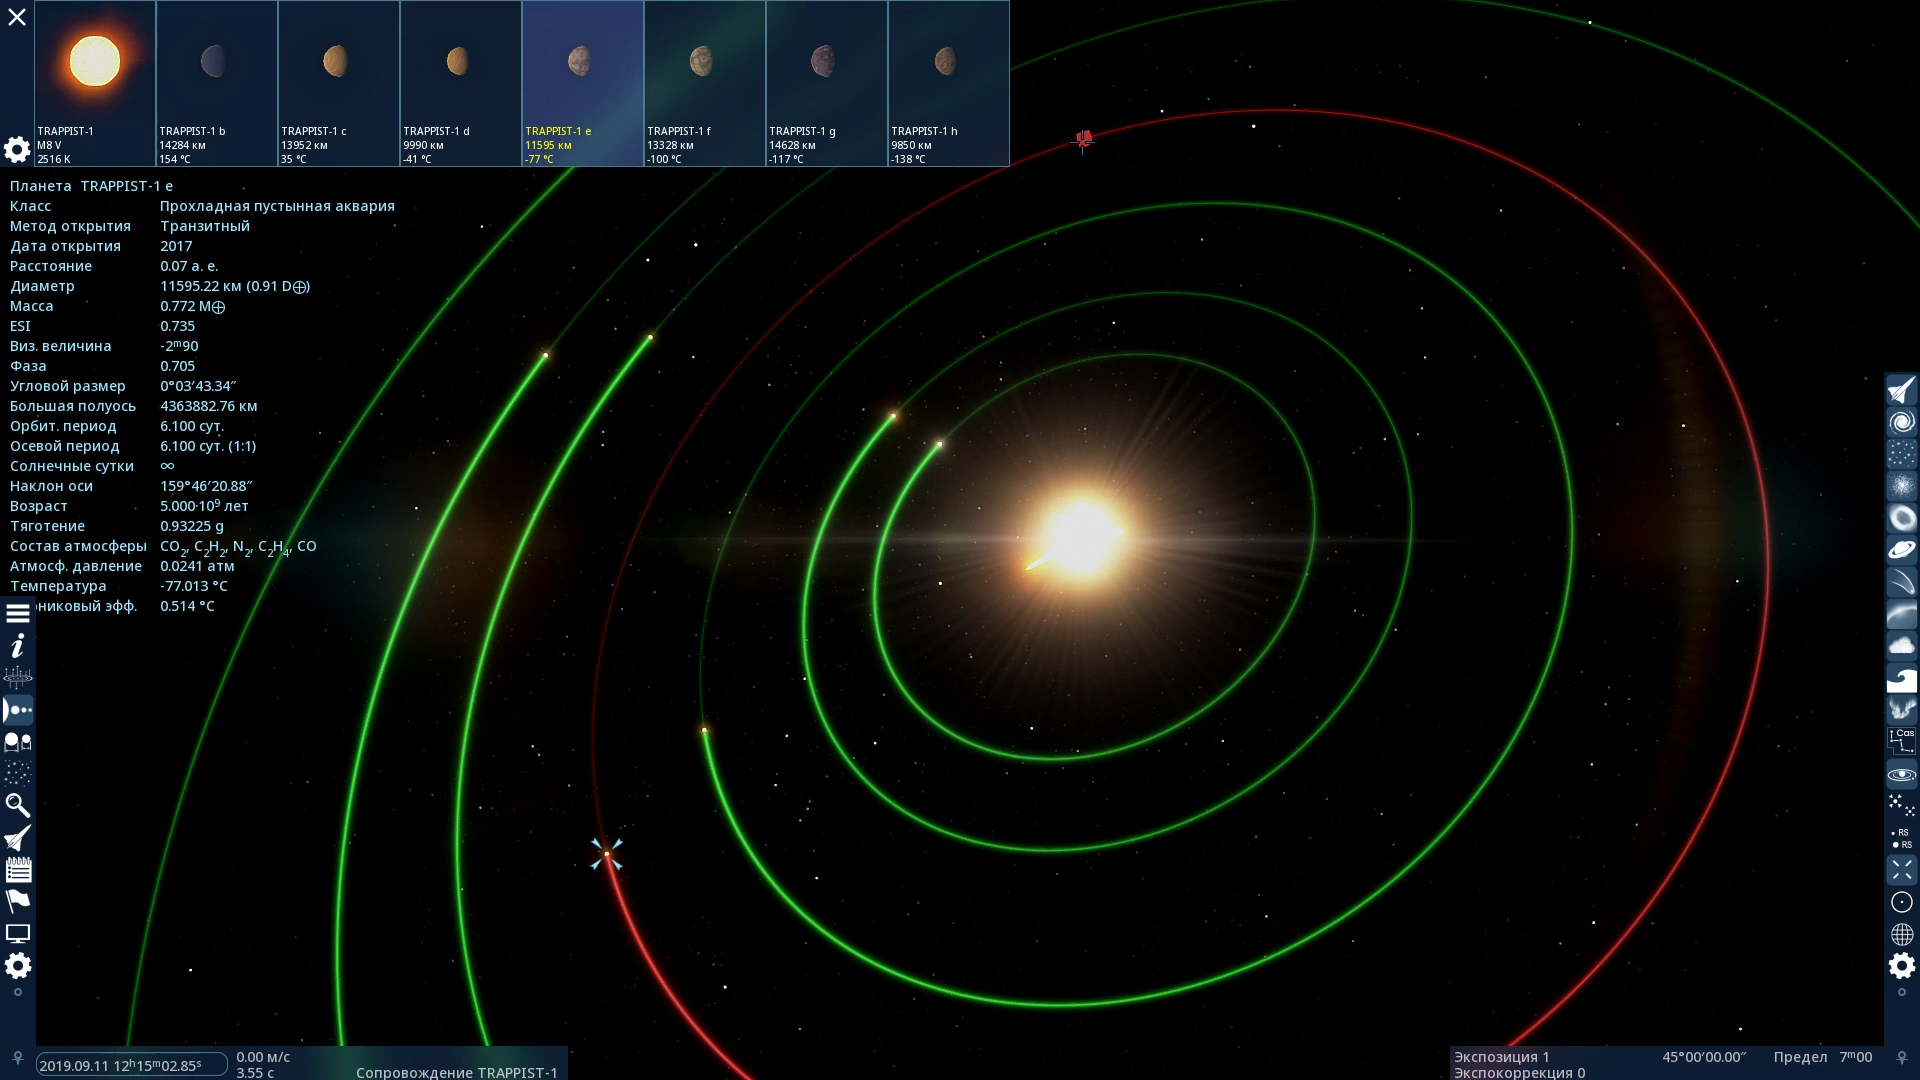 TRAPPIST-1
M8 V
2516 K
TRAPPIST-1 b
14284 км
154 °C
TRAPPIST-1 c
13952 км
35 °C
TRAPPIST-1 d
9990 км
-41 °C
TRAPPIST-1 e
11595 км
-77 °C
TRAPPIST-1 f
13328 км
-100 °C
TRAPPIST-1 g
14628 км
-117 °C
TRAPPIST-1 h
9850 км
-138 °C
Планета TRAPPIST-1 e
Класс Прохладная пустынная аквария
Метод открытия Транзитный
Дата открытия 2017
Расстояние 0.07 а. е.
Диаметр 11595.22 км (0.91 D⊕)
Масса 0.772 M⊕
ESI 0.735
Виз. величина -2ᵐ90
Фаза 0.705
Угловой размер 0°03′43.34″
Большая полуось 4363882.76 км
Орбит. период 6.100 сут.
Осевой период 6.100 сут. (1:1)
Солнечные сутки ∞
Наклон оси 159°46′20.88″
Возраст 5.000·10⁹ лет
Тяготение 0.93225 g
Состав атмосферы CO₂, C₂H₂, N₂, C₂H₄, CO
Атмосф. давление 0.0241 атм
Температура -77.013 °C
никовый эфф. 0.514 °C
Cas
RS
RS
2019.09.11 12ʰ15ᵐ02.85ˢ
0.00 м/с
3.55 с
Сопровождение TRAPPIST-1
Экспозиция 1 45°00′00.00″ Предел 7ᵐ00
Экспокоррекция 0